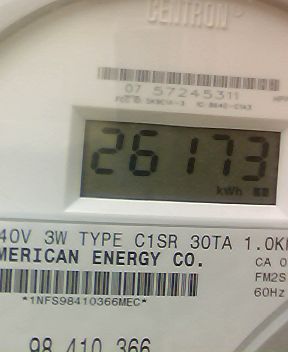 CENTRON®
07 57245311
26173
kWh
40V 3W TYPE C1SR 30TA 1.0K
MERICAN ENERGY CO.
CA 0
FM2S
60Hz
*1NFS98410366MEC*
98 410 366